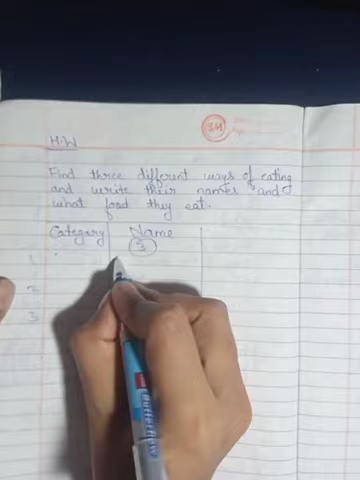 H.W
Find three different ways of eating
and write their names and
what food they eat.
Category Name
3
1
2
3